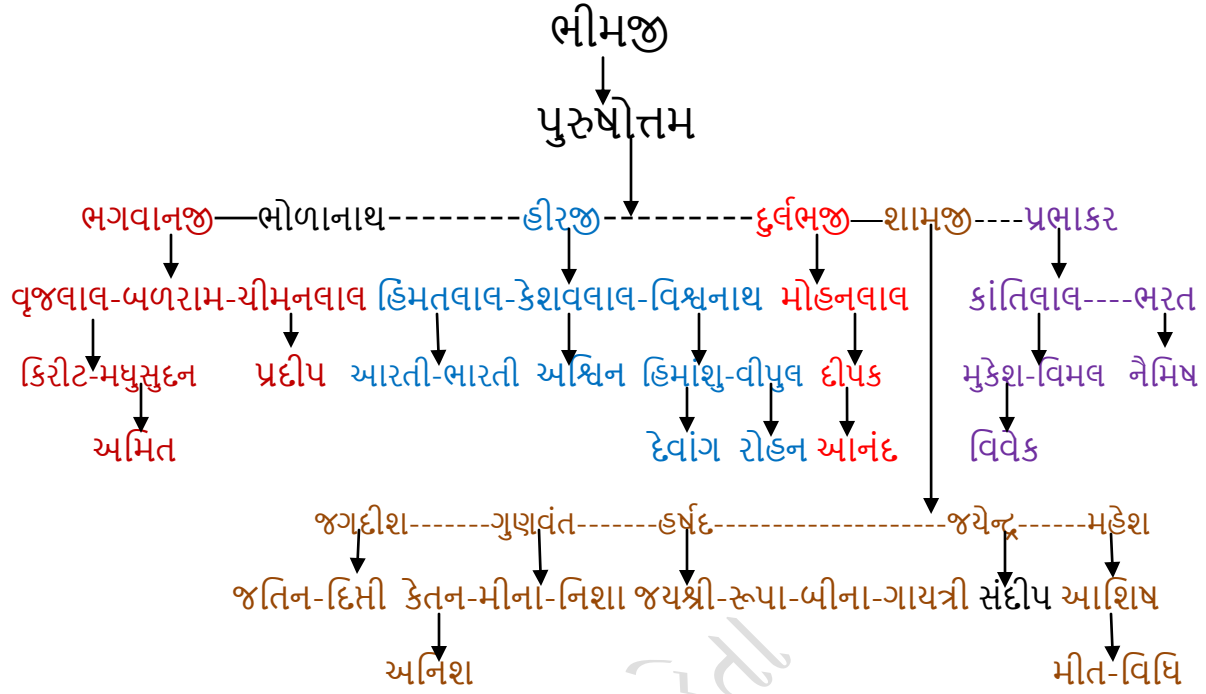 ભીમજી
પુરુષોત્તમ
ભગવાનજી——ભોળાનાથ-----------હીરજી------------દુર્લભજી—શામજી----પ્રભાકર
વૃજલાલ-બળરામ-ચીમનલાલ હિંમતલાલ-કેશવલાલ-વિશ્વનાથ મોહનલાલ કાંતિલાલ----ભરત
કિરીટ-મધુસુદન પ્રદીપ આરતી-ભારતી અશ્વિન હિમાંશુ-વીપુલ દીપક મુકેશ-વિમલ નૈમિષ
અમિત દેવાંગ રોહન આનંદ વિવેક
જગદીશ-------ગુણવંત-------હર્ષદ--------------------જયેન્દ્ર------મહેશ
જતિન-દિપ્તી કેતન-મીના-નિશા જયશ્રી-રૂપા-બીના-ગાયત્રી સંદીપ આશિષ
અનિશ મીત-વિધિ